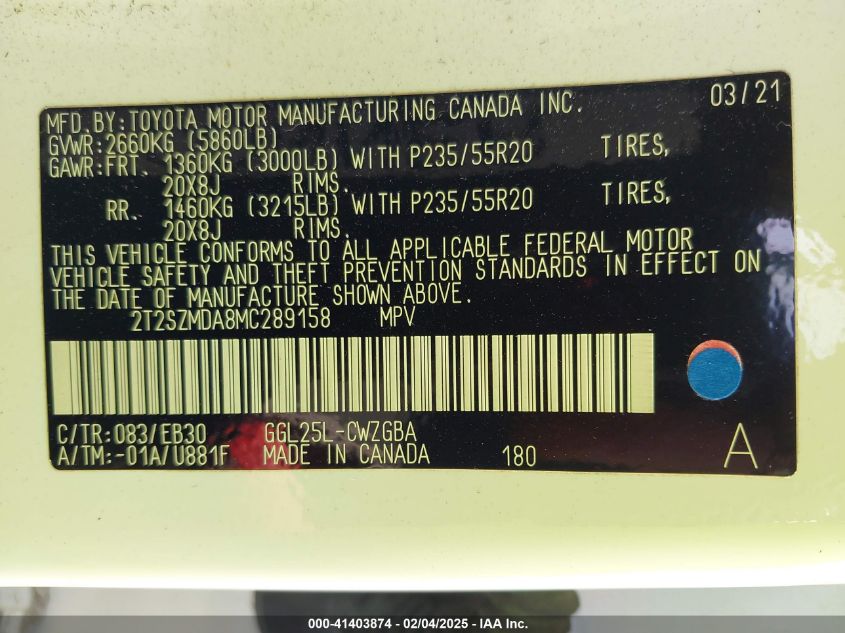 MFD.BY:TOYOTA MOTOR MANUFACTURING CANADA INC. 03/21
GVWR:2660KG (5860LB)
GAWR:FRT. 1360KG (3000LB) WITH P235/55R20 TIRES,
20X8J RIMS.
RR. 1460KG (3215LB) WITH P235/55R20 TIRES,
20X8J RIMS.
THIS VEHICLE CONFORMS TO ALL APPLICABLE FEDERAL MOTOR
VEHICLE SAFETY AND THEFT PREVENTION STANDARDS IN EFFECT ON
THE DATE OF MANUFACTURE SHOWN ABOVE.
2T2SZMDA8MC289158 MPV
C/TR:083/EB30 GGL25L-CWZGBA
A/TM:-01A/U881F MADE IN CANADA 180 A
000-41403874 - 02/04/2025 - IAA Inc.